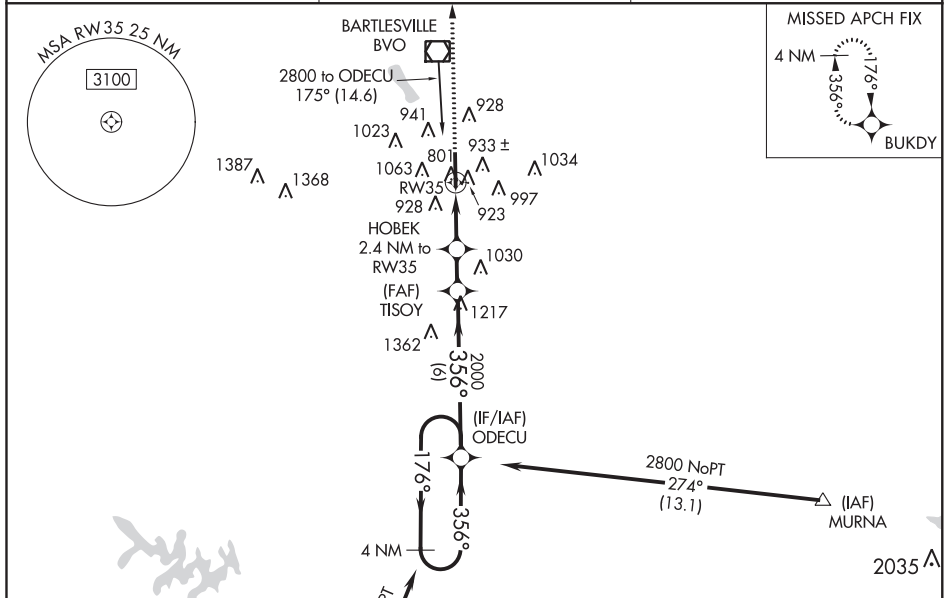 MSA RW35 25 NM
3100
BARTLESVILLE
BVO
2800 to ODECU
175° (14.6)
MISSED APCH FIX
4 NM
356°
176°
BUKDY
941
928
1023
933 ±
801
1063
1034
1387
1368
RW35
997
928
923
HOBEK
2.4 NM to
RW35
1030
(FAF)
TISOY
1217
1362
2000
356°
(6)
(IF/IAF)
ODECU
176°
356°
4 NM
2800 NoPT
274°
(13.1)
(IAF)
MURNA
2035